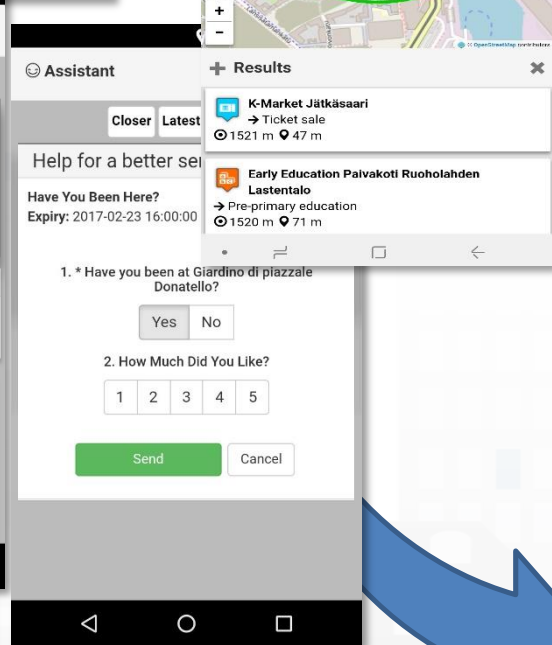 +
−
© OpenStreetMap contributors
+ Results ✖
K-Market Jätkäsaari
→ Ticket sale
1521 m 47 m
Early Education Paivakoti Ruoholahden
Lastentalo
→ Pre-primary education
1520 m 71 m
Assistant
Closer Latest
Help for a better ser
Have You Been Here?
Expiry: 2017-02-23 16:00:00
1. * Have you been at Giardino di piazzale
Donatello?
Yes No
2. How Much Did You Like?
1 2 3 4 5
Send Cancel